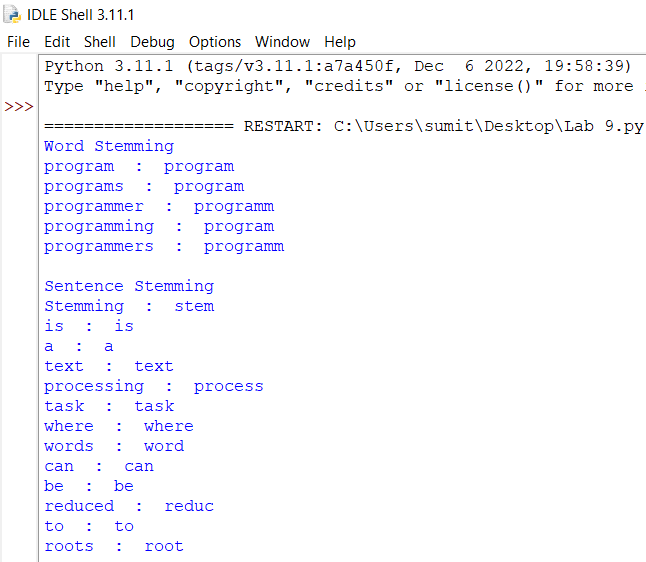 IDLE Shell 3.11.1
File Edit Shell Debug Options Window Help
Python 3.11.1 (tags/v3.11.1:a7a450f, Dec  6 2022, 19:58:39)
Type "help", "copyright", "credits" or "license()" for more
>>>
=================== RESTART: C:\Users\sumit\Desktop\Lab 9.py
Word Stemming
program  :  program
programs  :  program
programmer  :  programm
programming  :  program
programmers  :  programm

Sentence Stemming
Stemming  :  stem
is  :  is
a  :  a
text  :  text
processing  :  process
task  :  task
where  :  where
words  :  word
can  :  can
be  :  be
reduced  :  reduc
to  :  to
roots  :  root